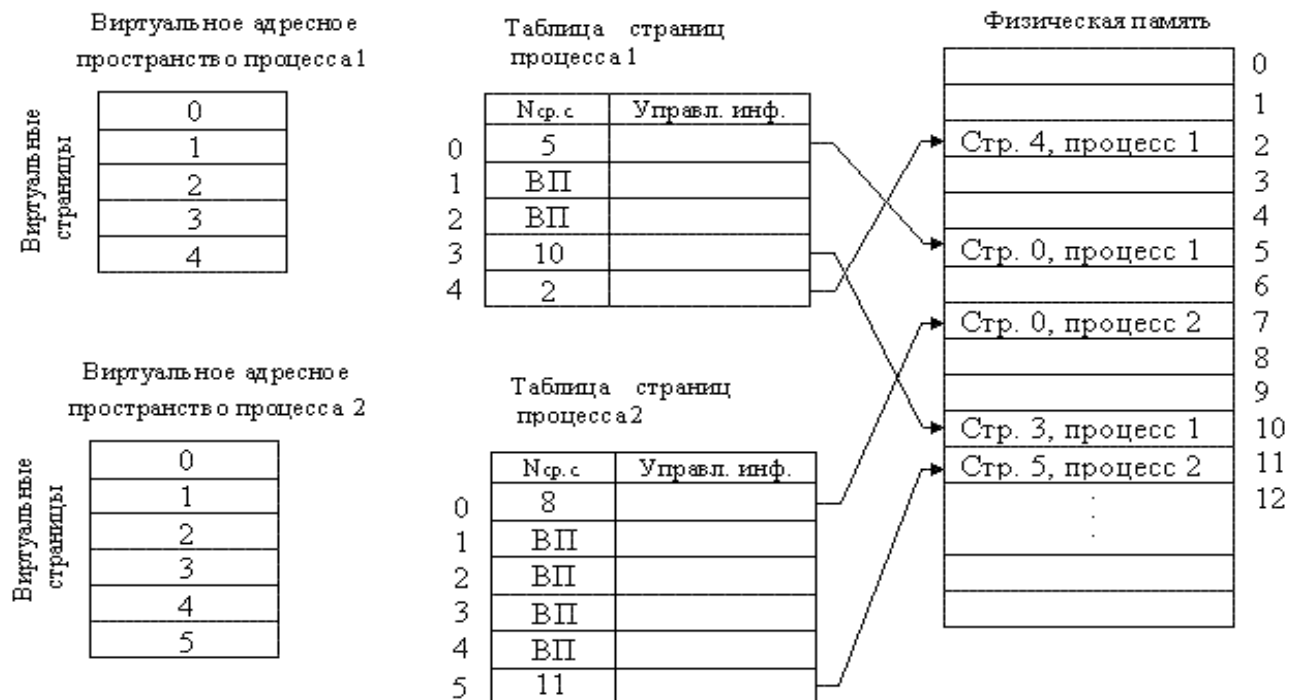 Виртуальное адресное
пространство процесса 1
Виртуальные
страницы
0
1
2
3
4
Таблица страниц
процесса 1
Nфр.с Управл. инф.
0 5
1 ВП
2 ВП
3 10
4 2
Физическая память
0
1
Стр. 4, процесс 1 2
3
4
Стр. 0, процесс 1 5
6
Стр. 0, процесс 2 7
8
9
Стр. 3, процесс 1 10
Стр. 5, процесс 2 11
12
Виртуальное адресное
пространство процесса 2
Виртуальные
страницы
0
1
2
3
4
5
Таблица страниц
процесса 2
Nфр.с Управл. инф.
0 8
1 ВП
2 ВП
3 ВП
4 ВП
5 11